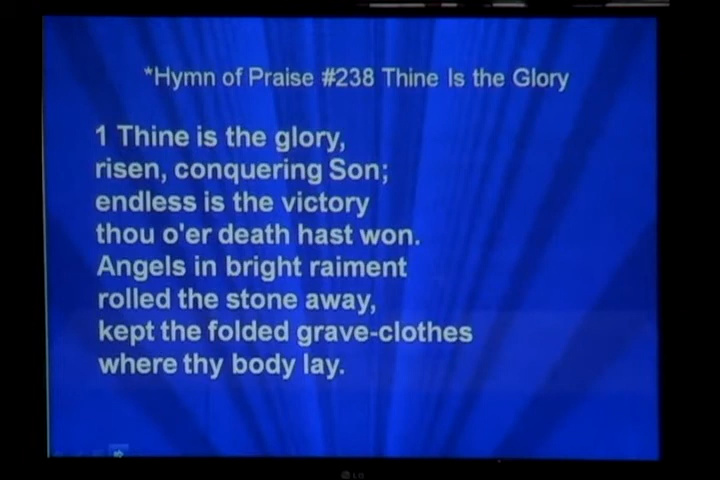 *Hymn of Praise #238 Thine Is the Glory
1 Thine is the glory,
risen, conquering Son;
endless is the victory
thou o'er death hast won.
Angels in bright raiment
rolled the stone away,
kept the folded grave-clothes
where thy body lay.
LG